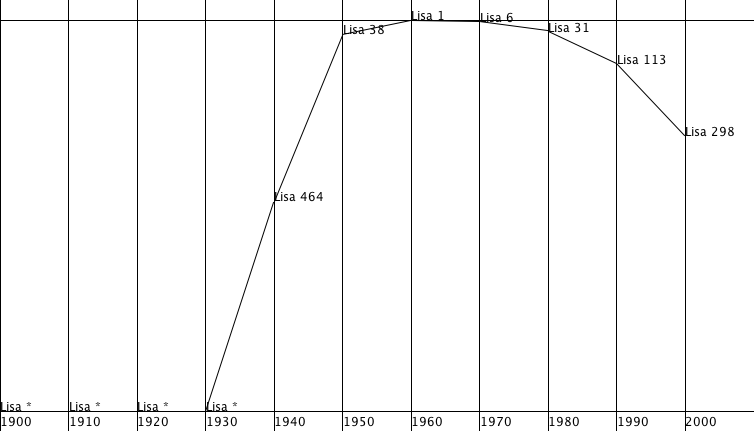 Lisa 1
Lisa 6
Lisa 38
Lisa 31
Lisa 113
Lisa 298
Lisa 464
Lisa * Lisa * Lisa * Lisa *
1900 1910 1920 1930 1940 1950 1960 1970 1980 1990 2000